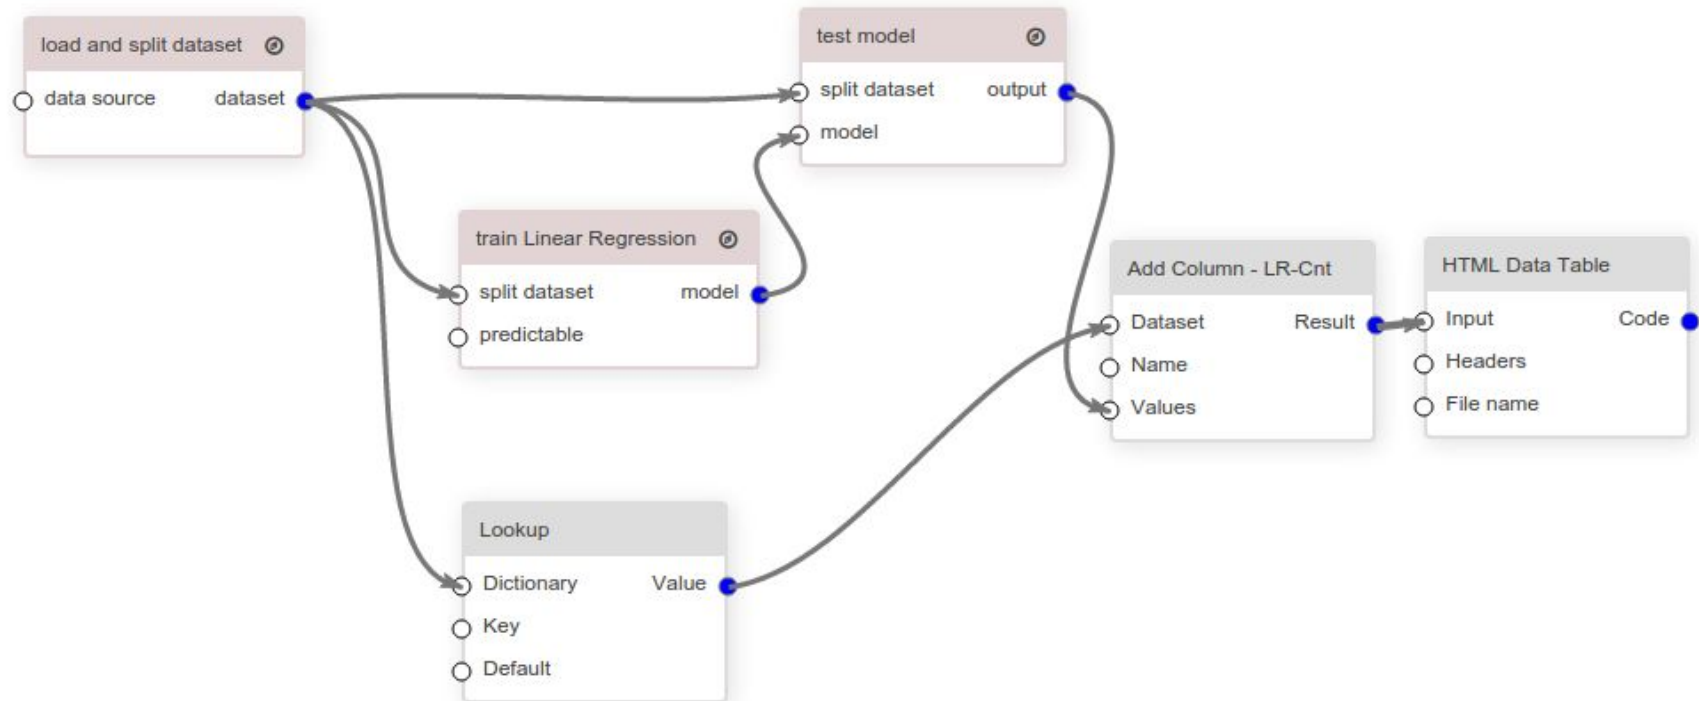 load and split dataset
data source dataset
test model
split dataset output
model
train Linear Regression
split dataset model
predictable
Add Column - LR-Cnt
Dataset Result
Name
Values
HTML Data Table
Input Code
Headers
File name
Lookup
Dictionary Value
Key
Default